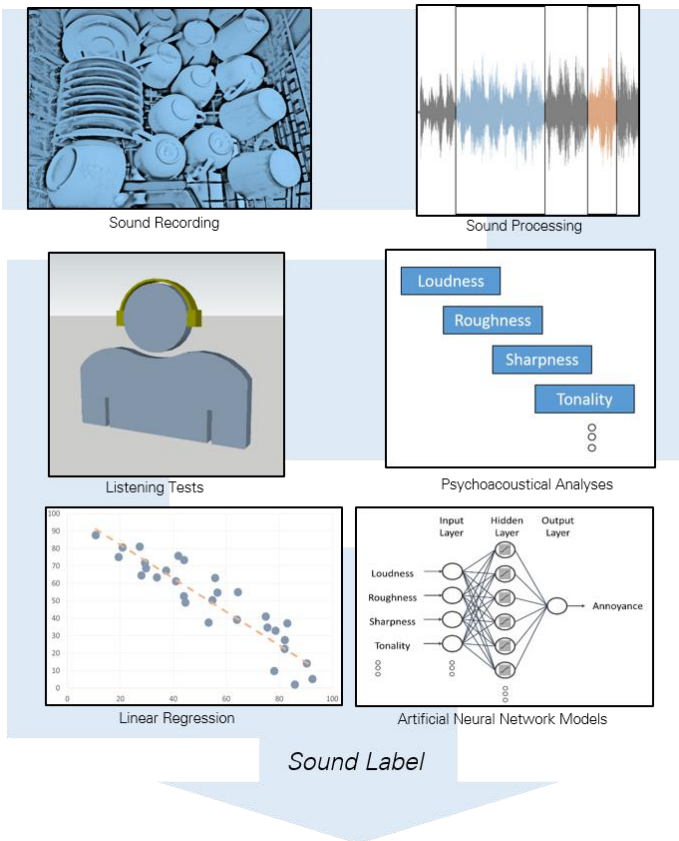 Sound Recording
Sound Processing
Loudness
Roughness
Sharpness
Tonality
Listening Tests
Psychoacoustical Analyses
100
90
80
70
60
50
40
30
20
10
0
0 20 40 60 80 100
Linear Regression
Input Layer
Hidden Layer
Output Layer
Loudness
Roughness
Sharpness
Tonality
Annoyance
Artificial Neural Network Models
Sound Label